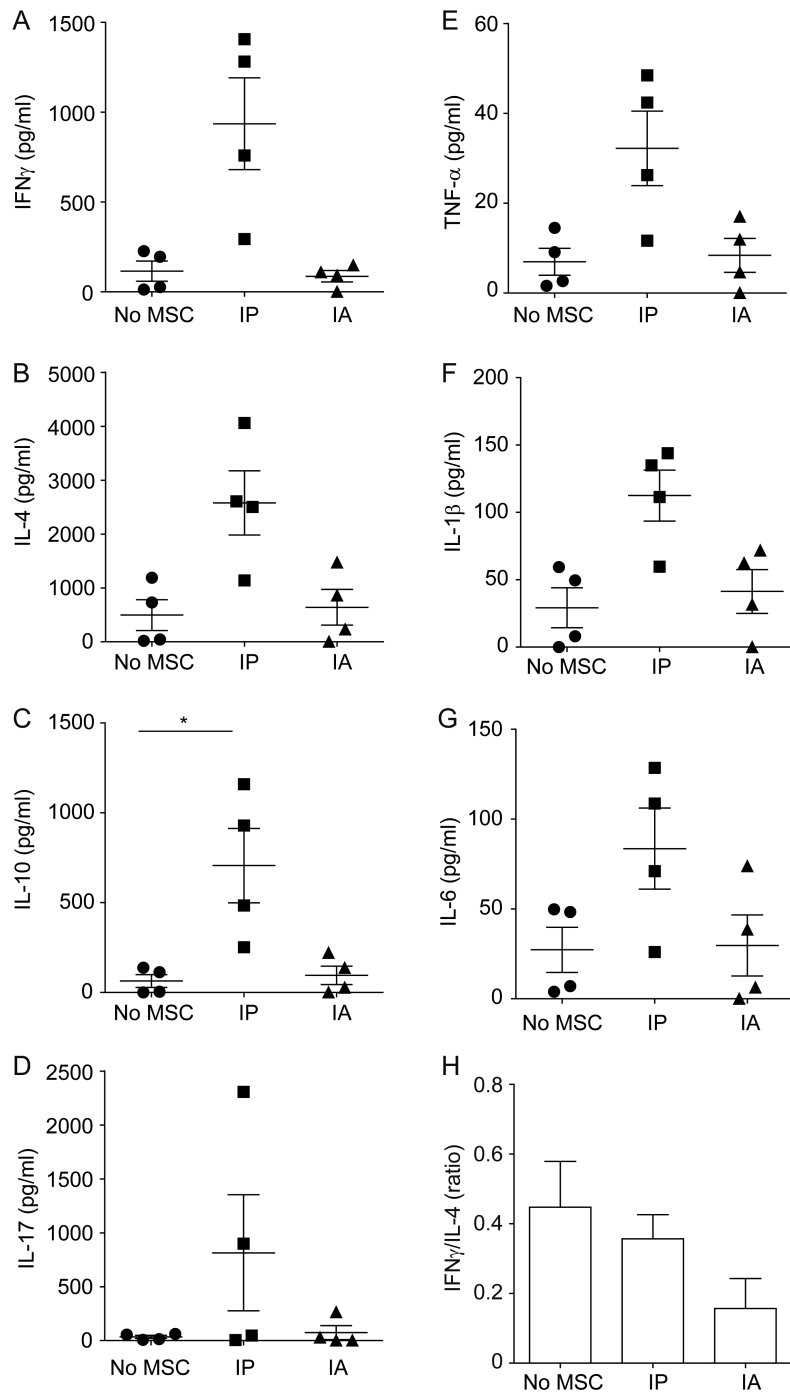 A
IFNγ (pg/ml)
1500
1000
500
0
No MSC IP IA
B
IL-4 (pg/ml)
5000
4000
3000
2000
1000
0
No MSC IP IA
C
IL-10 (pg/ml)
1500
1000
500
0
*
No MSC IP IA
D
IL-17 (pg/ml)
2500
2000
1500
1000
500
0
No MSC IP IA
E
TNF-α (pg/ml)
60
40
20
0
No MSC IP IA
F
IL-1β (pg/ml)
200
150
100
50
0
No MSC IP IA
G
IL-6 (pg/ml)
150
100
50
0
No MSC IP IA
H
IFNγ/IL-4 (ratio)
0.8
0.6
0.4
0.2
0
No MSC IP IA